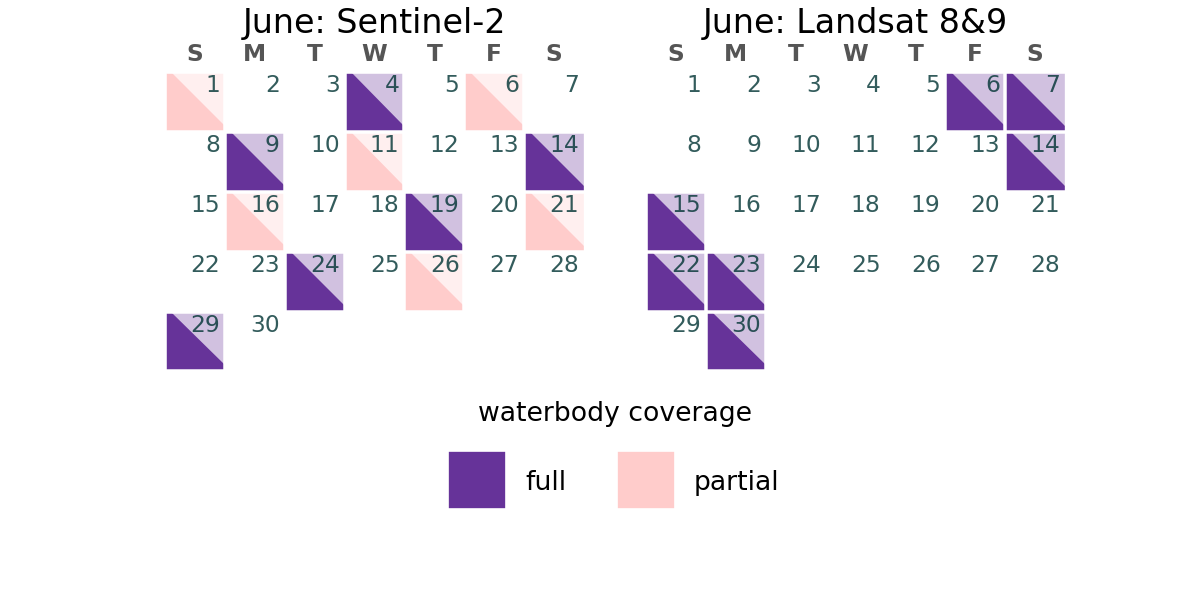 June: Sentinel-2
S M T W T F S
1 2 3 4 5 6 7
8 9 10 11 12 13 14
15 16 17 18 19 20 21
22 23 24 25 26 27 28
29 30
June: Landsat 8&9
S M T W T F S
1 2 3 4 5 6 7
8 9 10 11 12 13 14
15 16 17 18 19 20 21
22 23 24 25 26 27 28
29 30
waterbody coverage
full partial